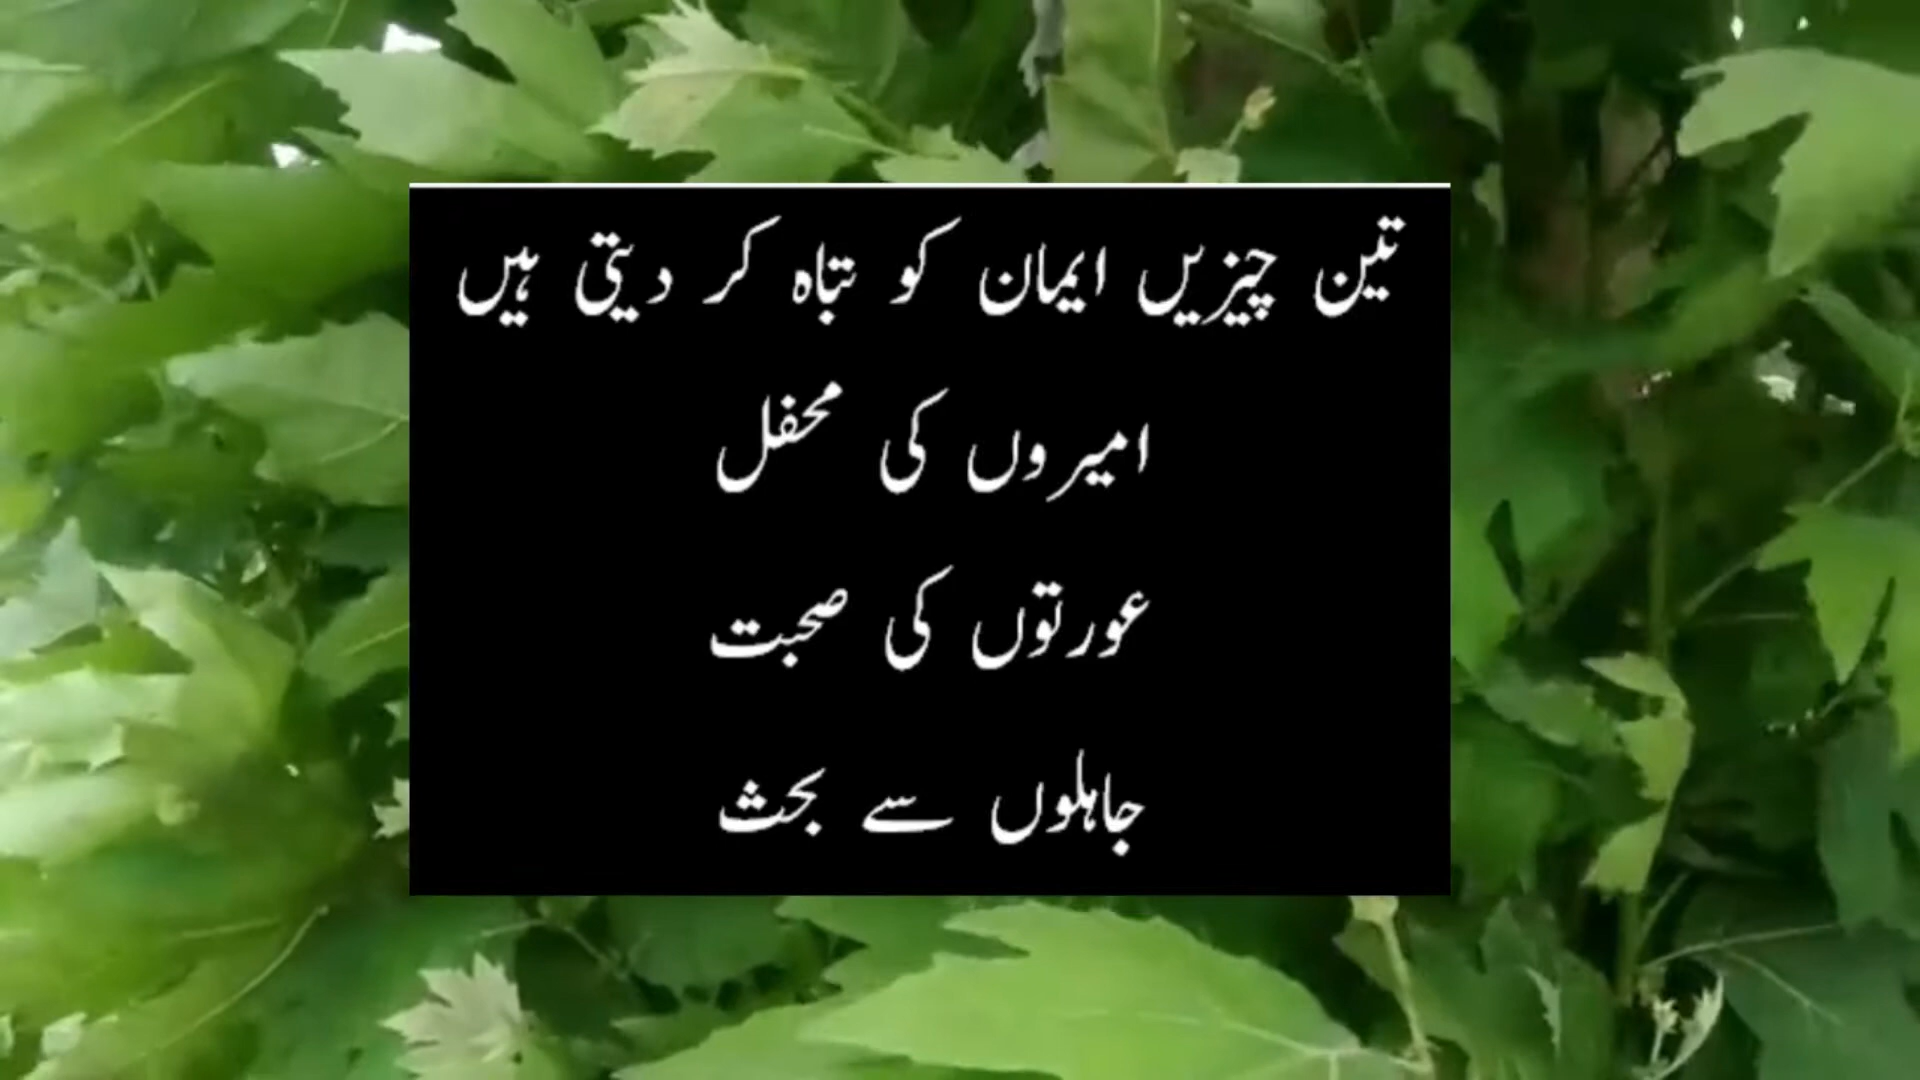 تین چیزیں ایمان کو تباہ کر دیتی ہیں
امیروں کی محفل
عورتوں کی صحبت
جاہلوں سے بحث